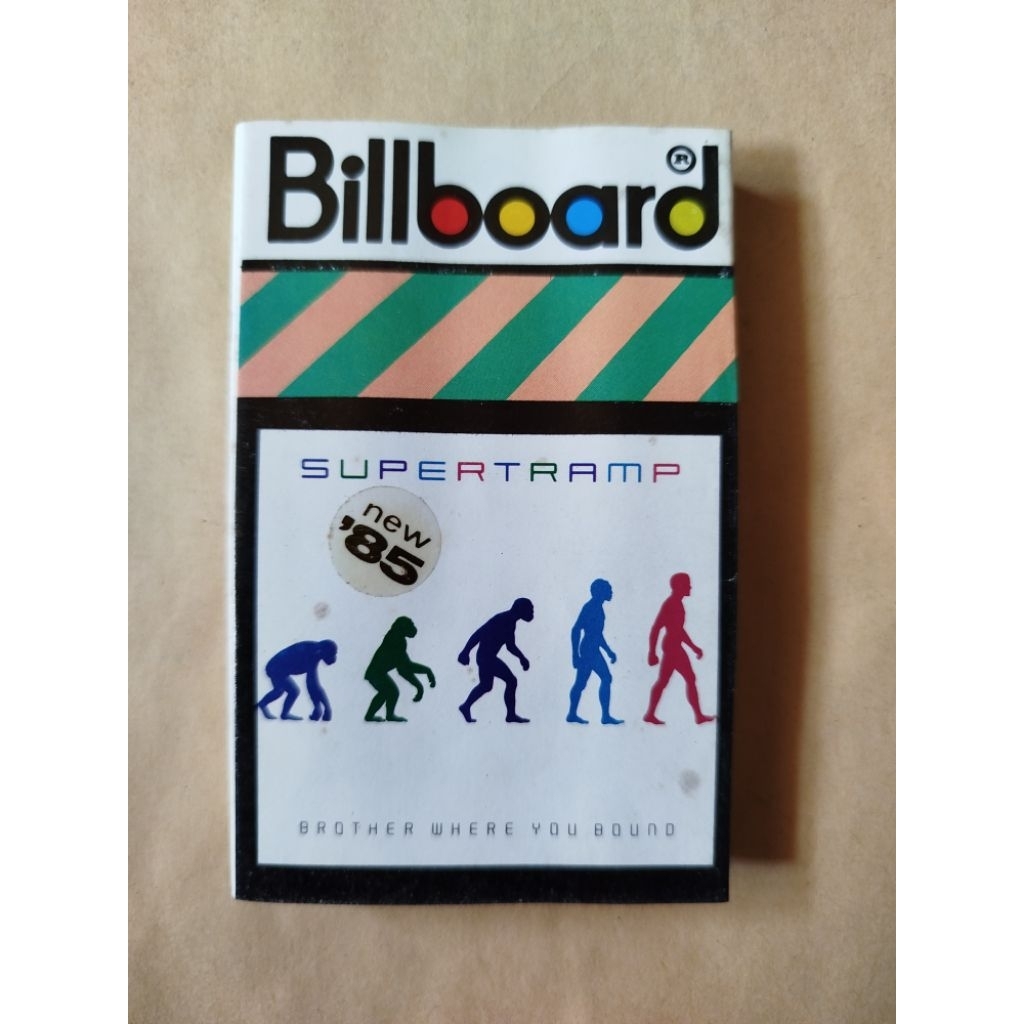 Billboard®
SUPERTRAMP
new
'85
BROTHER WHERE YOU BOUND